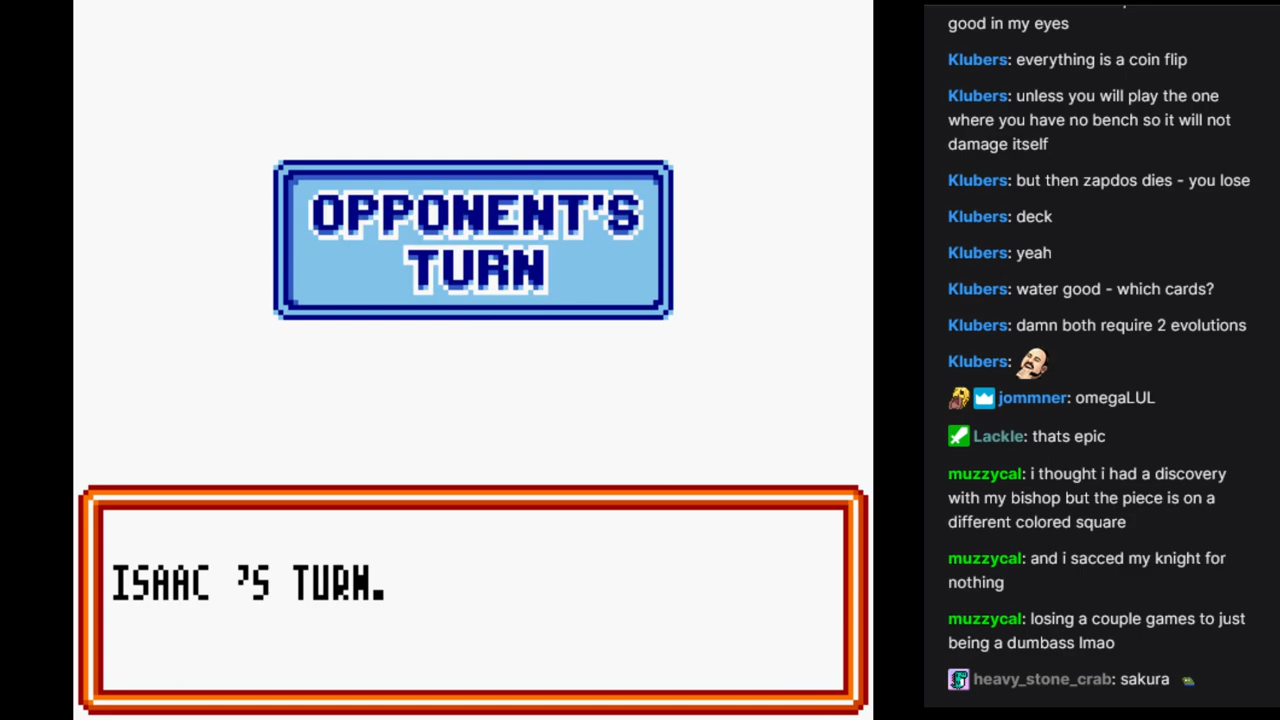 OPPONENT'S
TURN
ISAAC 'S TURN.
good in my eyes
Klubers: everything is a coin flip
Klubers: unless you will play the one
where you have no bench so it will not
damage itself
Klubers: but then zapdos dies - you lose
Klubers: deck
Klubers: yeah
Klubers: water good - which cards?
Klubers: damn both require 2 evolutions
Klubers:
jommner: omegaLUL
Lackle: thats epic
muzzycal: i thought i had a discovery
with my bishop but the piece is on a
different colored square
muzzycal: and i sacced my knight for
nothing
muzzycal: losing a couple games to just
being a dumbass lmao
heavy_stone_crab: sakura